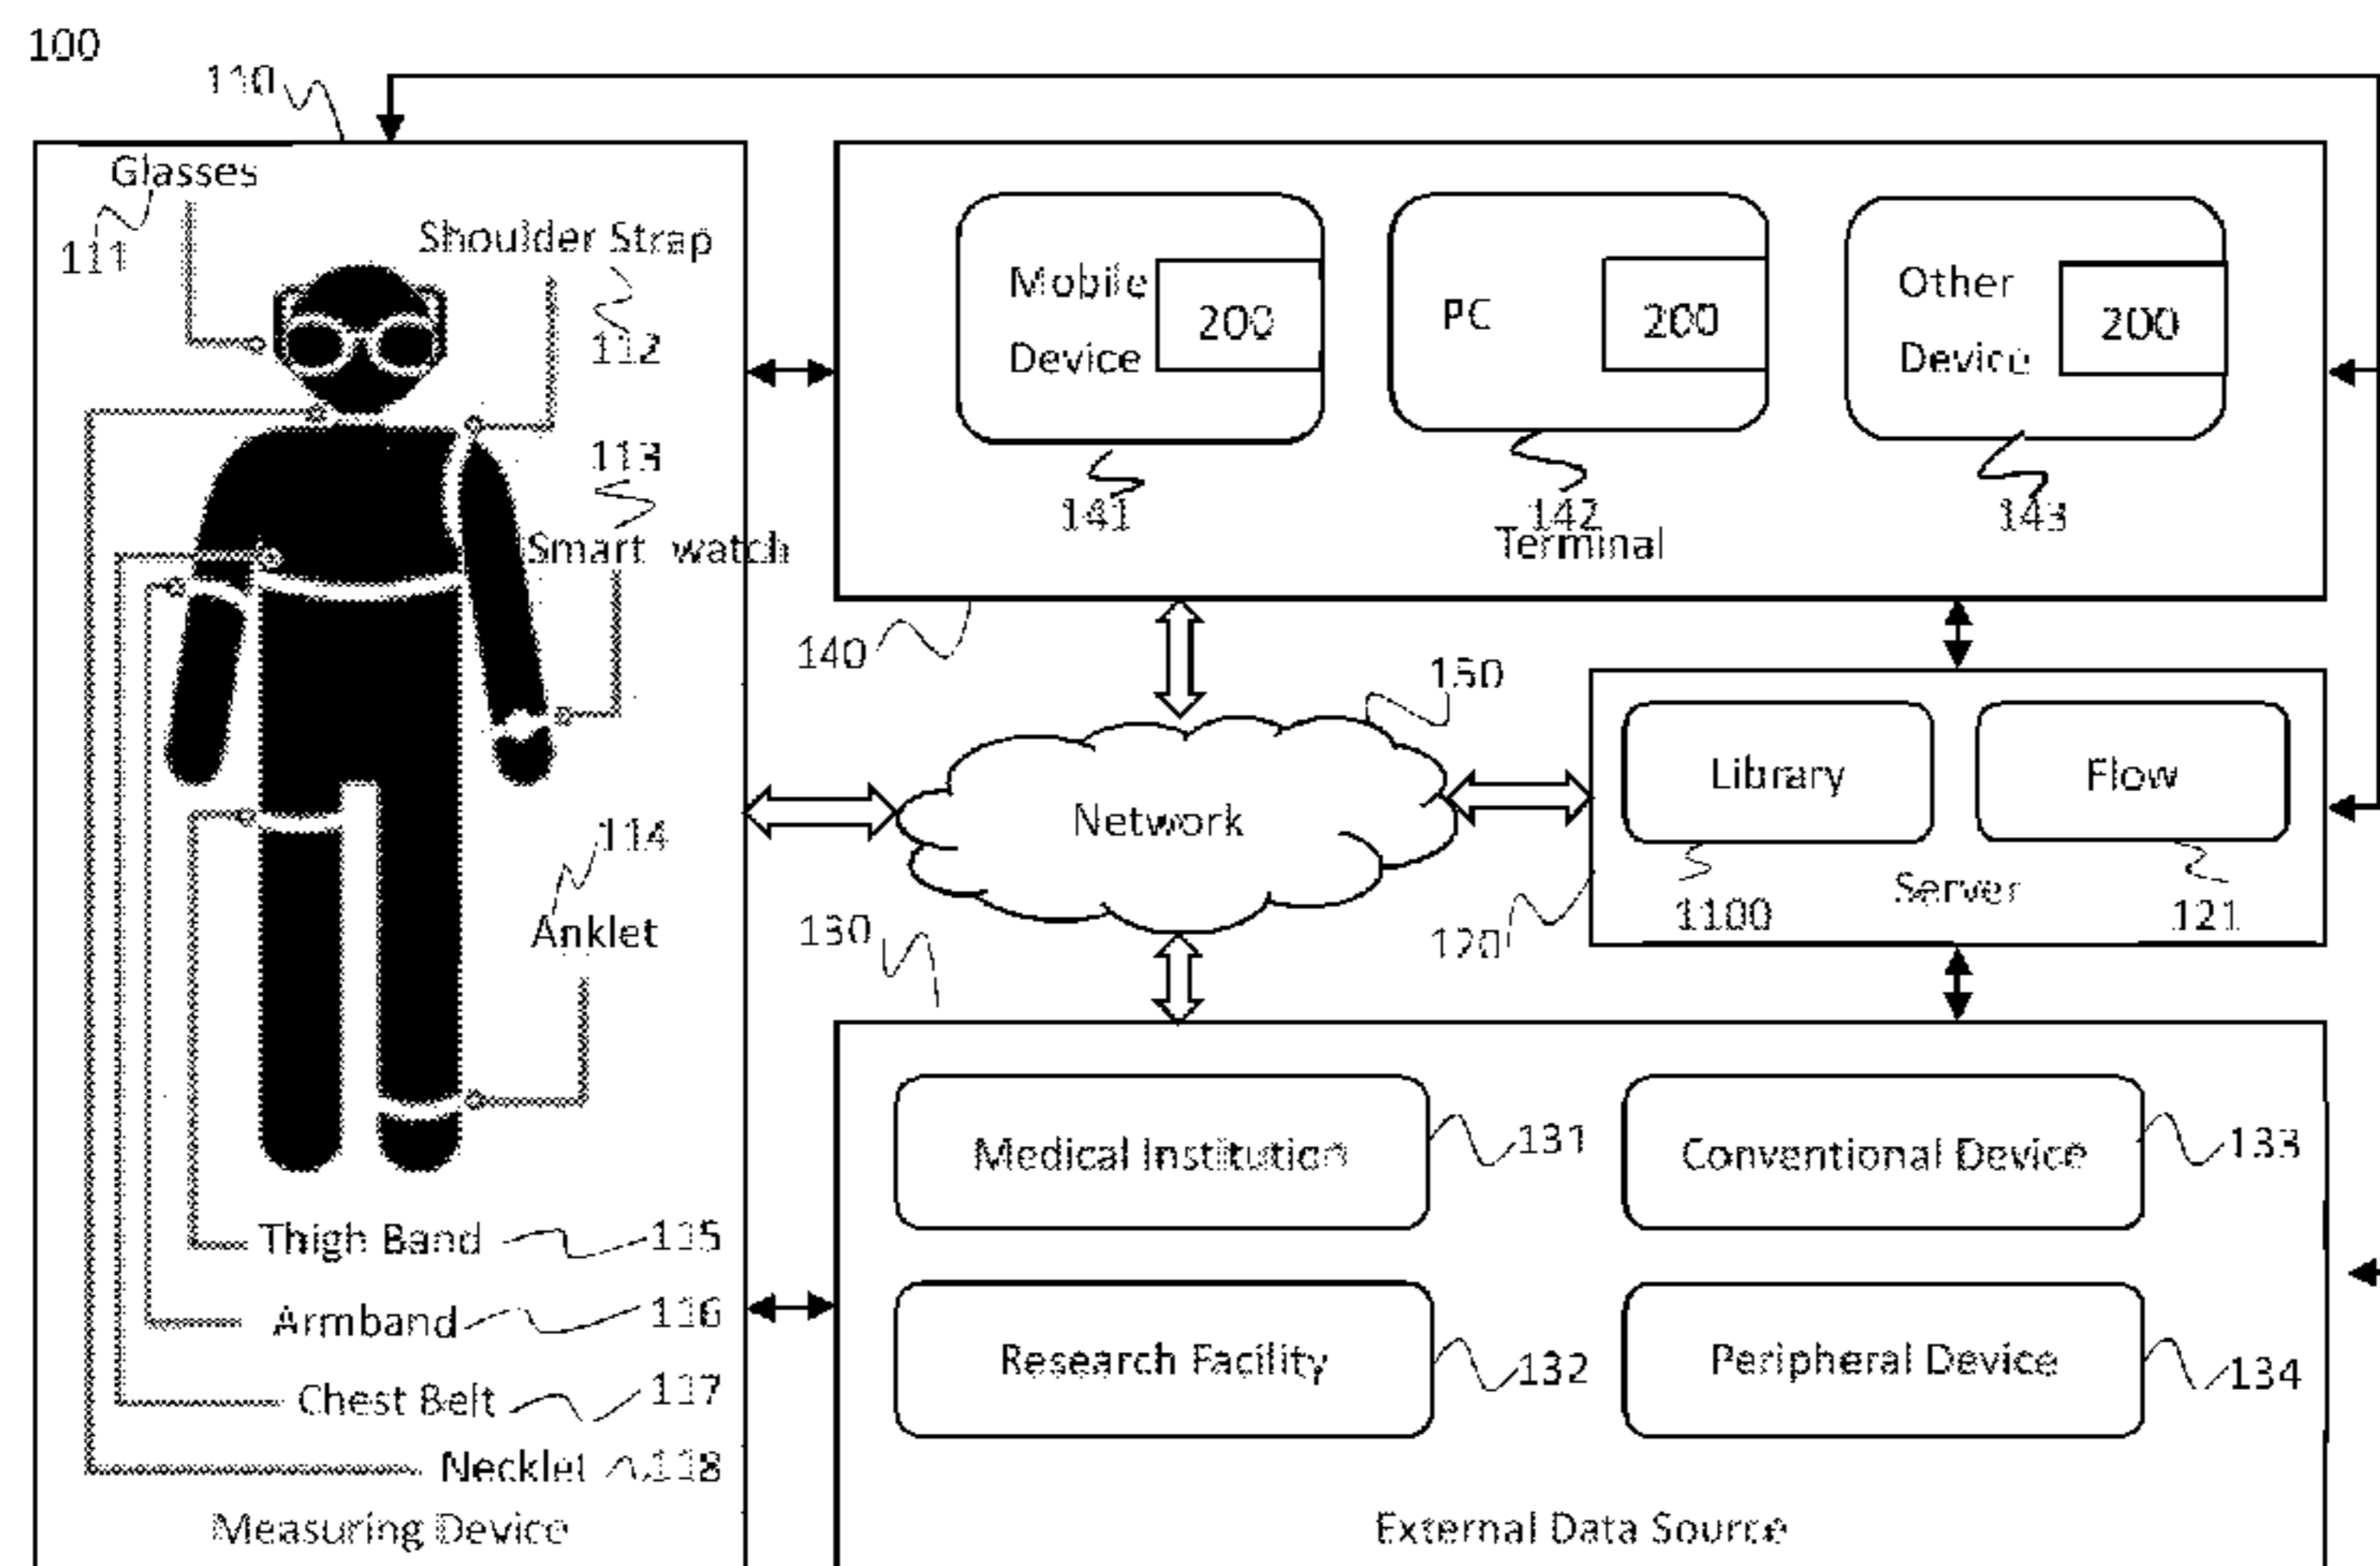 100
110
Glasses
111
Shoulder Strap
112
113
Smart watch
114
Anklet
Thigh Band 115
Armband 116
Chest Belt 117
Necklet 118
Measuring Device
Mobile
Device
200
PC
200
Other
Device
200
141
142
143
Terminal
140
150
Network
Library
Flow
1100
Server
121
120
130
Medical Institution 131
Conventional Device 133
Research Facility 132
Peripheral Device 134
External Data Source